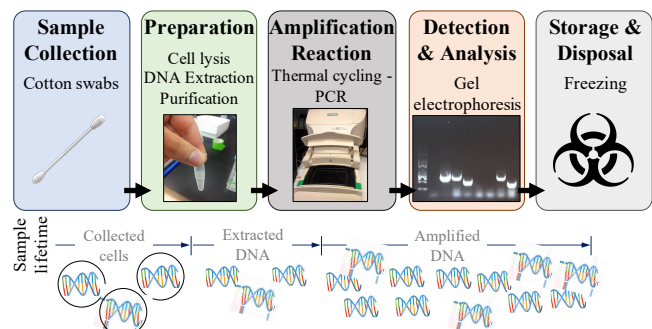 Sample
Collection
Cotton swabs
Preparation
Cell lysis
DNA Extraction
Purification
Amplification
Reaction
Thermal cycling -
PCR
Detection
& Analysis
Gel
electrophoresis
Storage &
Disposal
Freezing
Sample
lifetime
Collected
cells
Extracted
DNA
Amplified
DNA